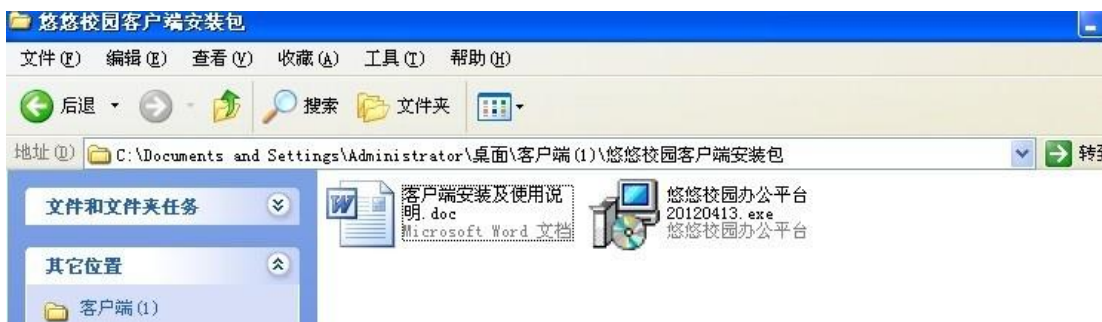 悠悠校园客户端安装包
文件(F) 编辑(E) 查看(V) 收藏(A) 工具(T) 帮助(H)
后退 搜索 文件夹
地址(D) C:\Documents and Settings\Administrator\桌面\客户端(1)\悠悠校园客户端安装包 转到
文件和文件夹任务
客户端安装及使用说
明.doc
Microsoft Word 文档
悠悠校园办公平台
20120413.exe
悠悠校园办公平台
其它位置
客户端(1)